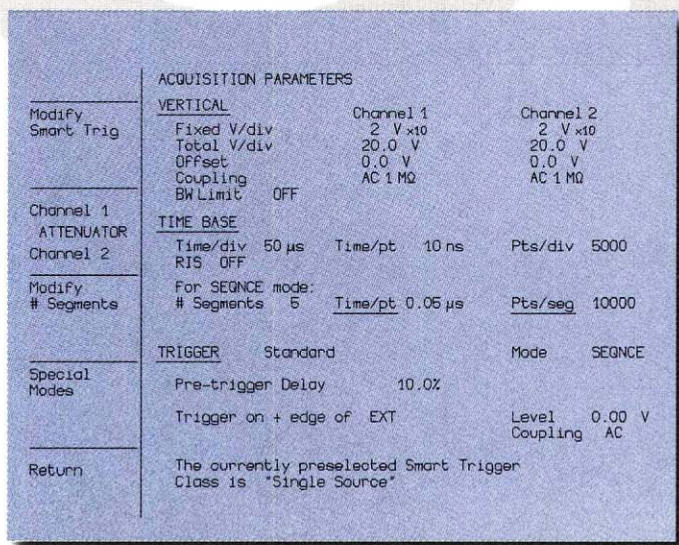 ACQUISITION PARAMETERS
Modify
Smart Trig
VERTICAL Channel 1 Channel 2
Fixed V/div 2 V x10 2 V x10
Total V/div 20.0 V 20.0 V
Offset 0.0 V 0.0 V
Coupling AC 1 MΩ AC 1 MΩ
BW Limit OFF
Channel 1
ATTENUATOR
Channel 2
TIME BASE
Time/div 50 µs Time/pt 10 ns Pts/div 5000
RIS OFF
Modify
# Segments
For SEQNCE mode:
# Segments 5 Time/pt 0.05 µs Pts/seg 10000
TRIGGER Standard Mode SEQNCE
Special
Modes
Pre-trigger Delay 10.0%
Trigger on + edge of EXT Level 0.00 V
Coupling AC
Return
The currently preselected Smart Trigger
Class is "Single Source"